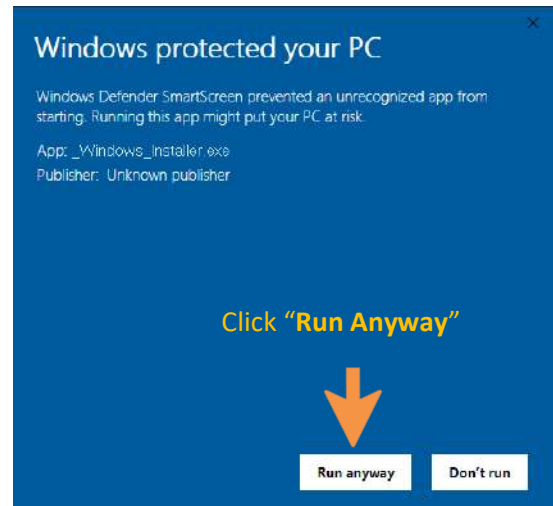 Windows protected your PC
Windows Defender SmartScreen prevented an unrecognized app from
starting. Running this app might put your PC at risk.
App: _Windows_Installer.exe
Publisher: Unknown publisher
Click “Run Anyway”
Run anyway
Don't run